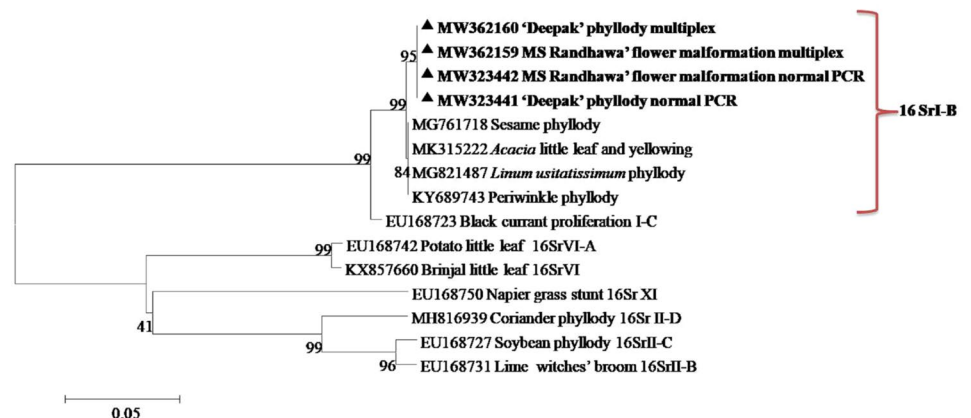 MW362160 ‘Deepak’ phyllody multiplex
95
MW362159 MS Randhawa’ flower malformation multiplex
MW323442 MS Randhawa’ flower malformation normal PCR
99
MW323441 ‘Deepak’ phyllody normal PCR
16 SrI-B
MG761718 Sesame phyllody
MK315222 Acacia little leaf and yellowing
99
84
MG821487 Linum usitatissimum phyllody
KY689743 Periwinkle phyllody
EU168723 Black currant proliferation I-C
99
EU168742 Potato little leaf 16SrVI-A
KX857660 Brinjal little leaf 16SrVI
EU168750 Napier grass stunt 16Sr XI
41
MH816939 Coriander phyllody 16Sr II-D
99
EU168727 Soybean phyllody 16SrII-C
96
EU168731 Lime witches’ broom 16SrII-B
0.05